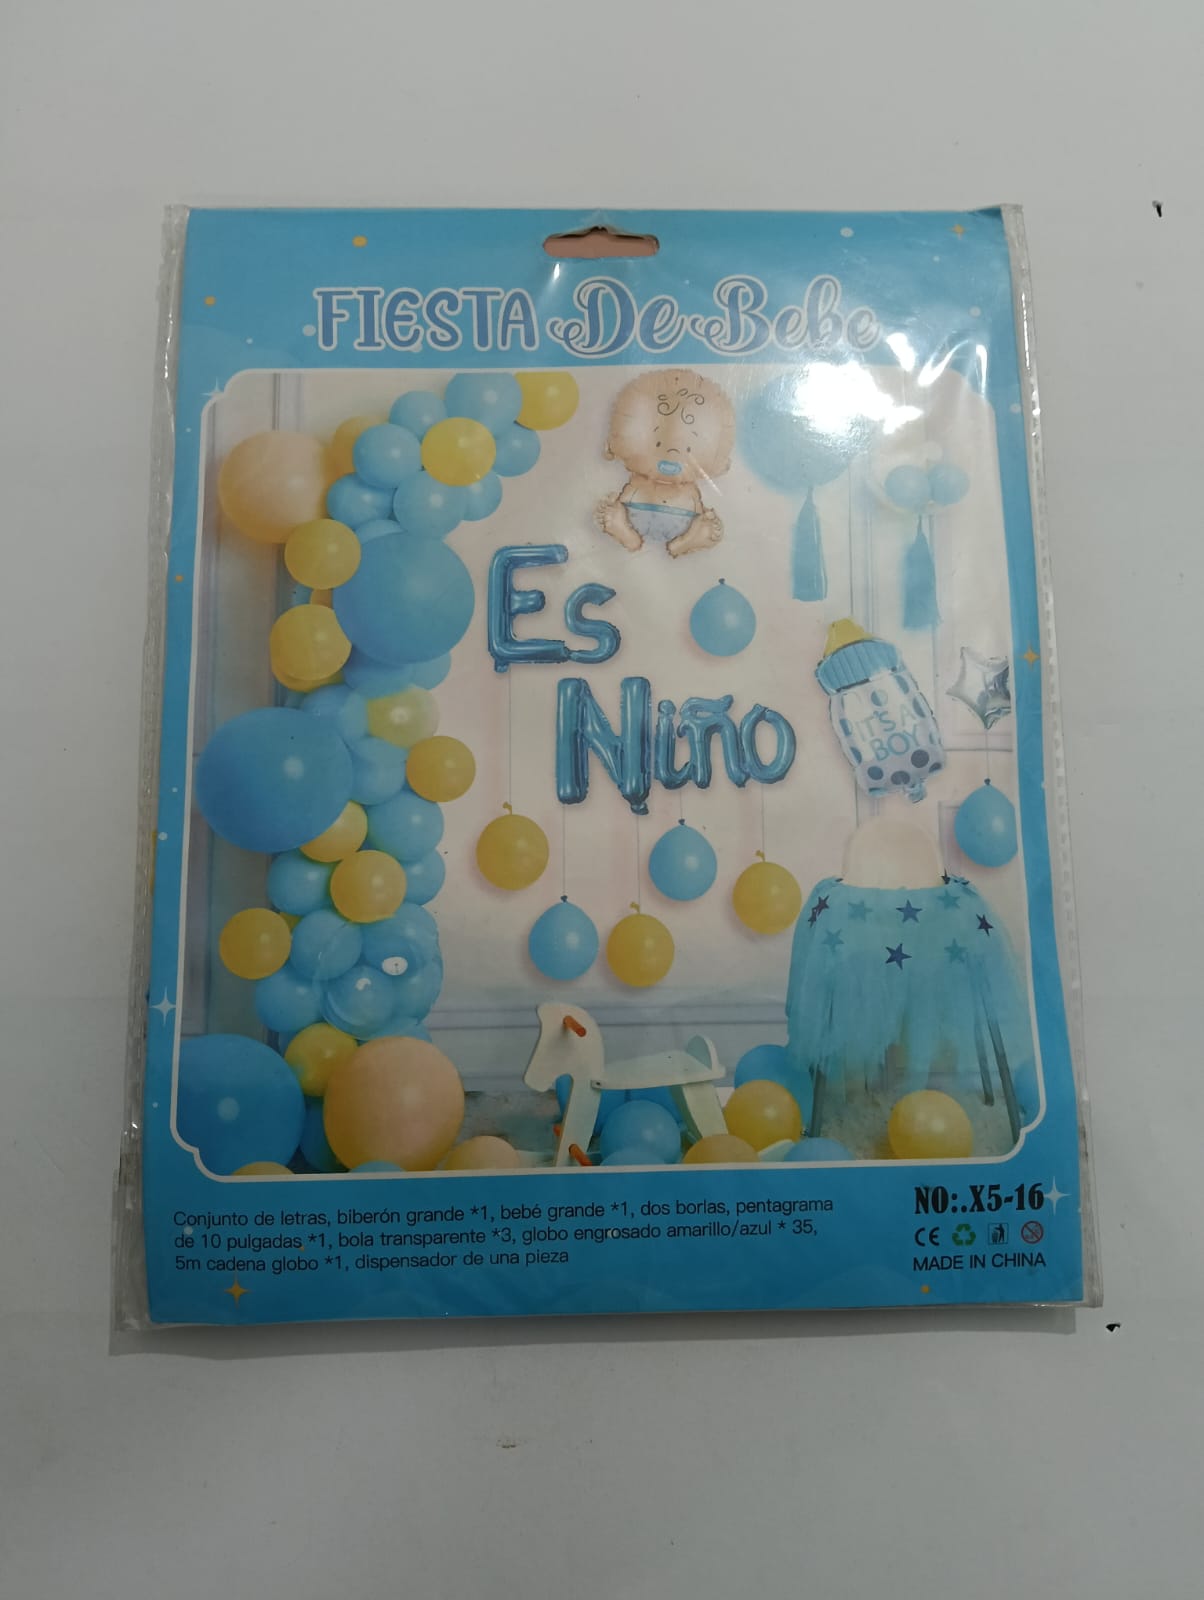 FIESTA De Bebe
Es
Niño
IT'S A
BOY
Conjunto de letras, biberón grande *1, bebé grande *1, dos borlas, pentagrama
de 10 pulgadas *1, bola transparente *3, globo engrosado amarillo/azul * 35,
5m cadena globo *1, dispensador de una pieza
NO:.X5-16
CE
MADE IN CHINA